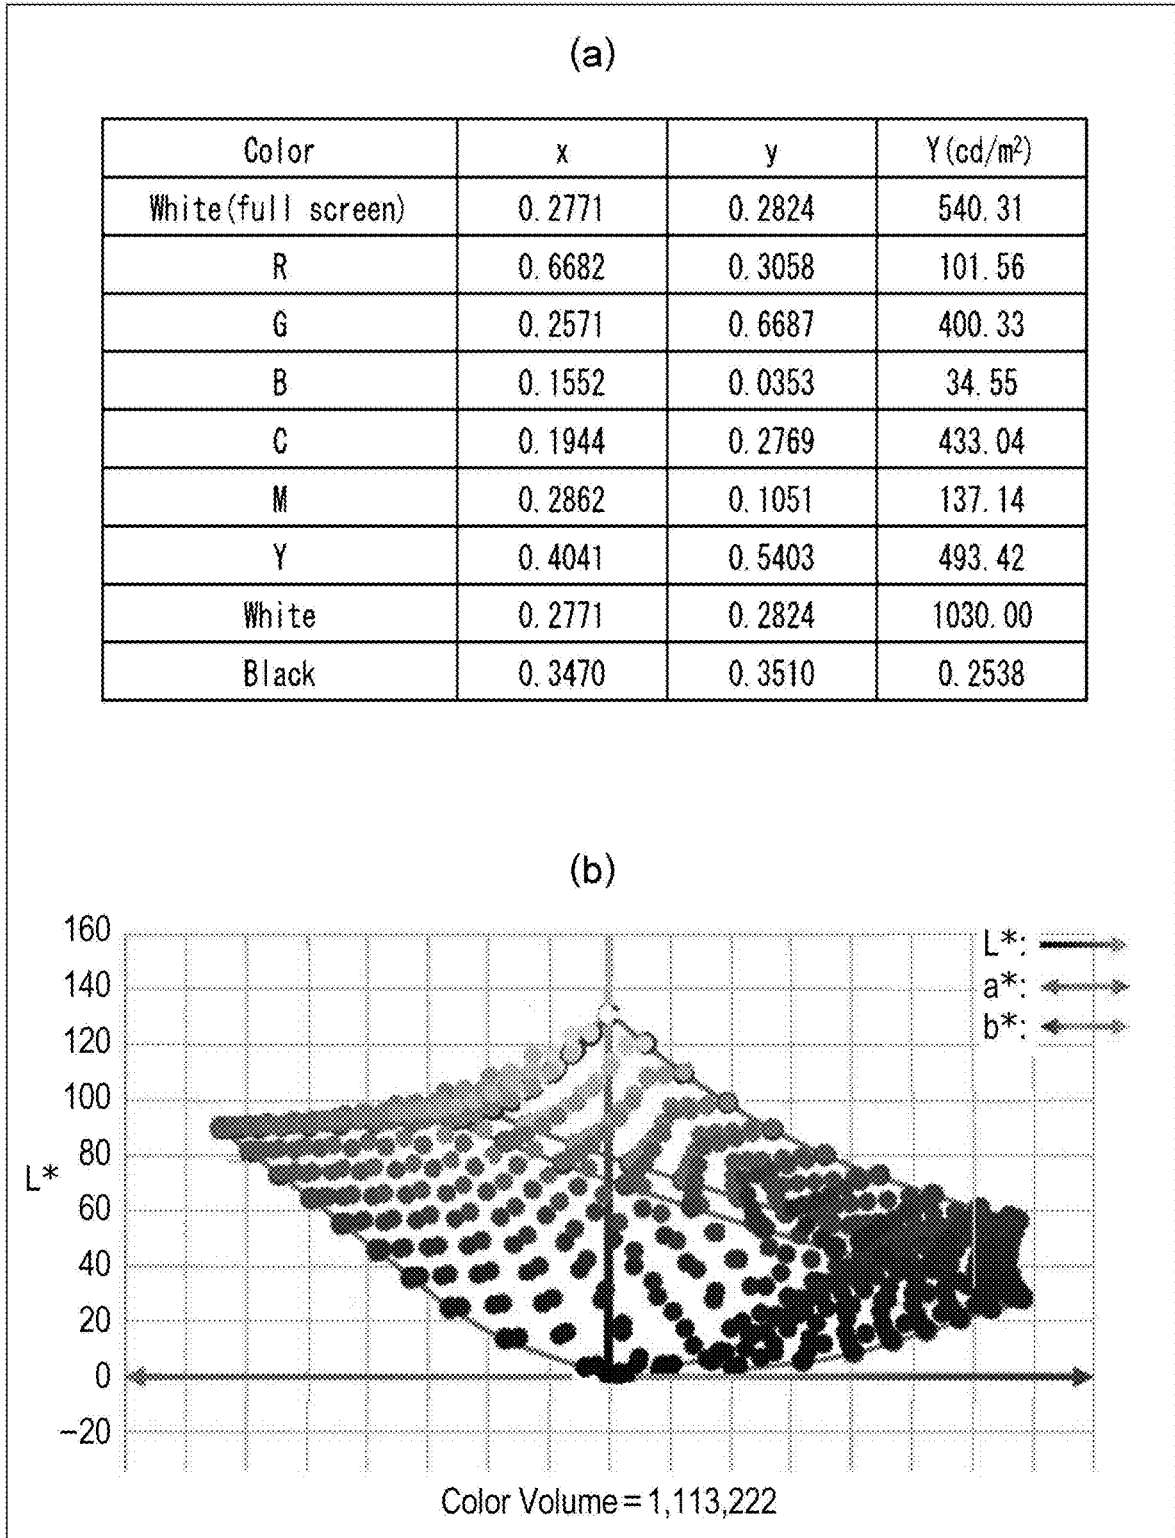 (a)
Color x y Y(cd/m²)
White(full screen) 0.2771 0.2824 540.31
R 0.6682 0.3058 101.56
G 0.2571 0.6687 400.33
B 0.1552 0.0353 34.55
C 0.1944 0.2769 433.04
M 0.2862 0.1051 137.14
Y 0.4041 0.5403 493.42
White 0.2771 0.2824 1030.00
Black 0.3470 0.3510 0.2538
(b)
160
L*:
140
a*:
b*:
120
100
80
L*
60
40
20
0
−20
Color Volume = 1,113,222